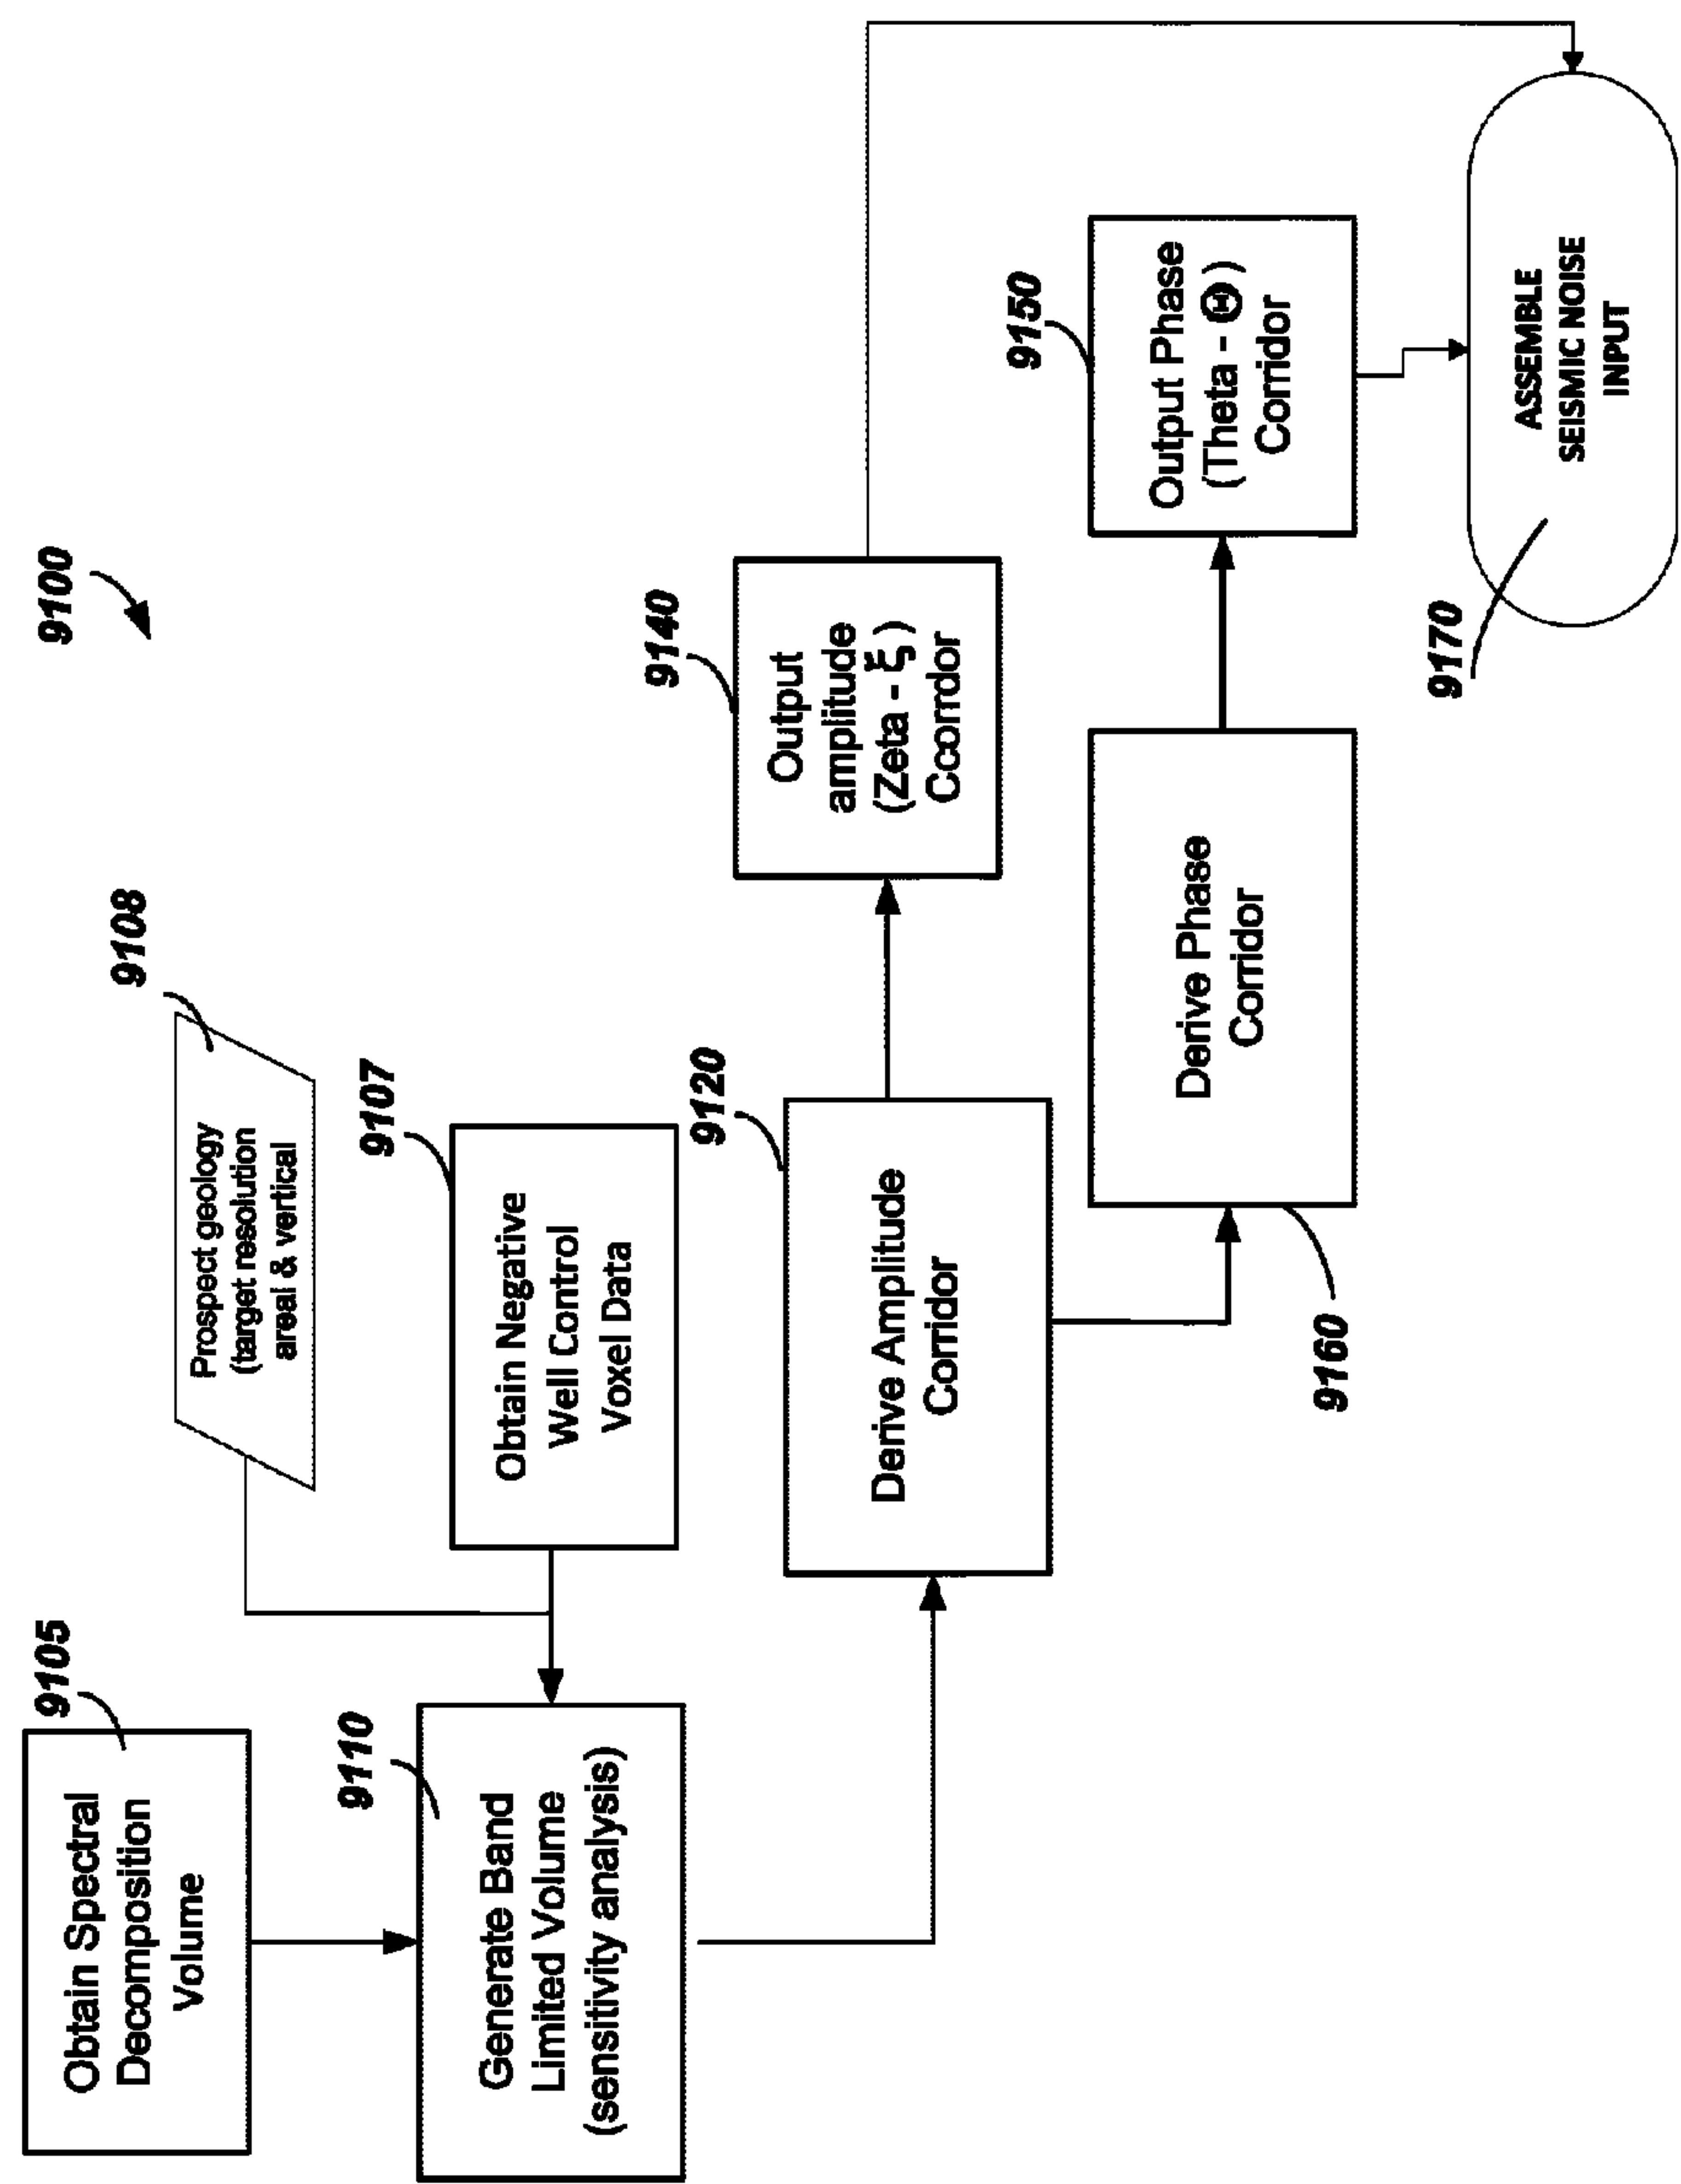 9100
9105
Obtain Spectral
Decomposition
Volume
9108
Prospect geology
(target resolution
areal & vertical
9107
Obtain Negative
Well Control
Voxel Data
9110
Generate Band
Limited Volume
(sensitivity analysis)
9120
Derive Amplitude
Corridor
9140
Output
amplitude
(Zeta - ξ)
Corridor
9160
Derive Phase
Corridor
9150
Output Phase
(Theta - Θ)
Corridor
9170
ASSEMBLE
SEISMIC NOISE
INPUT